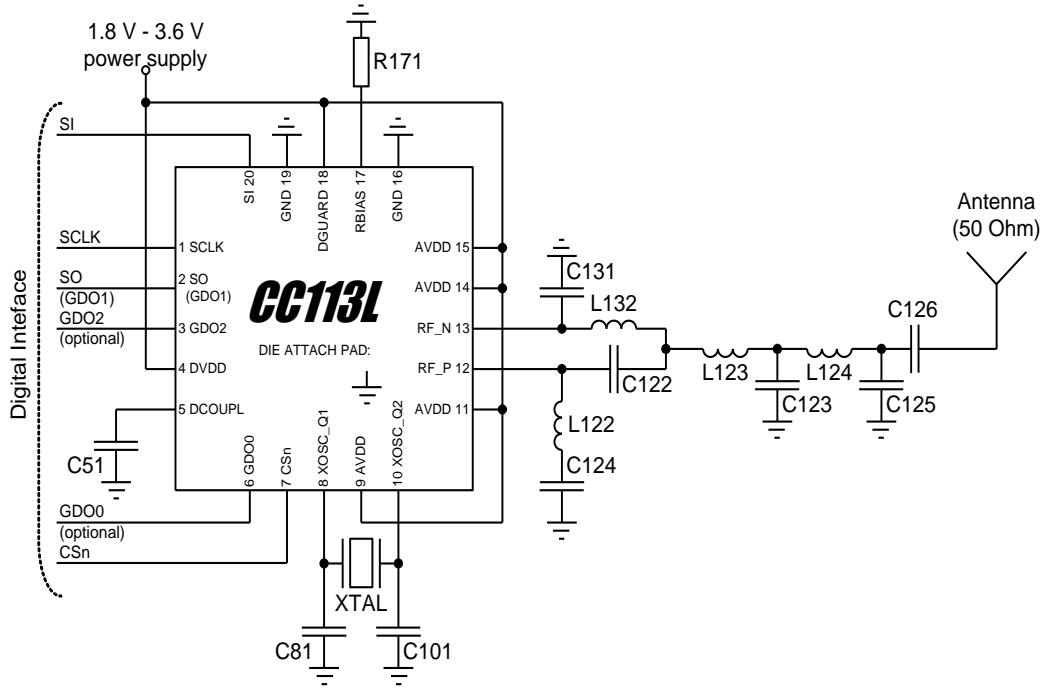 1.8 V - 3.6 V
power supply
R171
SI
SI 20
GND 19
DGUARD 18
RBIAS 17
GND 16
Antenna
(50 Ohm)
SCLK
1 SCLK
AVDD 15
C131
SO
(GDO1)
2 SO
(GDO1)
CC113L
AVDD 14
L132
C126
GDO2
(optional)
3 GDO2
RF_N 13
DIE ATTACH PAD:
4 DVDD
RF_P 12
C122
L123
L124
C123
C125
Digital Inteface
5 DCOUPL
AVDD 11
L122
C51
C124
6 GDO0
7 CSn
8 XOSC_Q1
9 AVDD
10 XOSC_Q2
GDO0
(optional)
CSn
XTAL
C81
C101